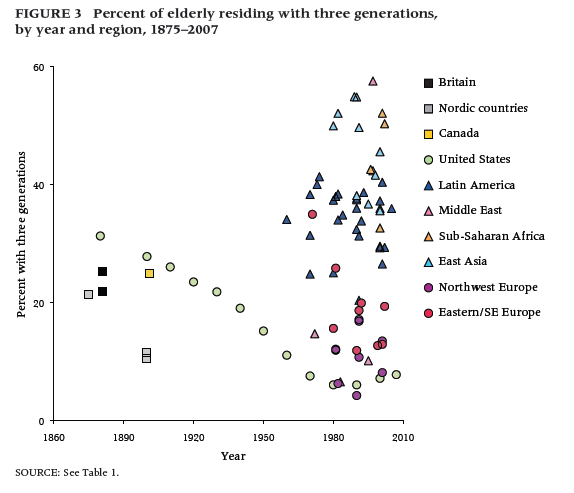 FIGURE 3 Percent of elderly residing with three generations,
by year and region, 1875–2007
Percent with three generations
60
40
20
0
1860 1890 1920 1950 1980 2010
Year
Britain
Nordic countries
Canada
United States
Latin America
Middle East
Sub-Saharan Africa
East Asia
Northwest Europe
Eastern/SE Europe
SOURCE: See Table 1.